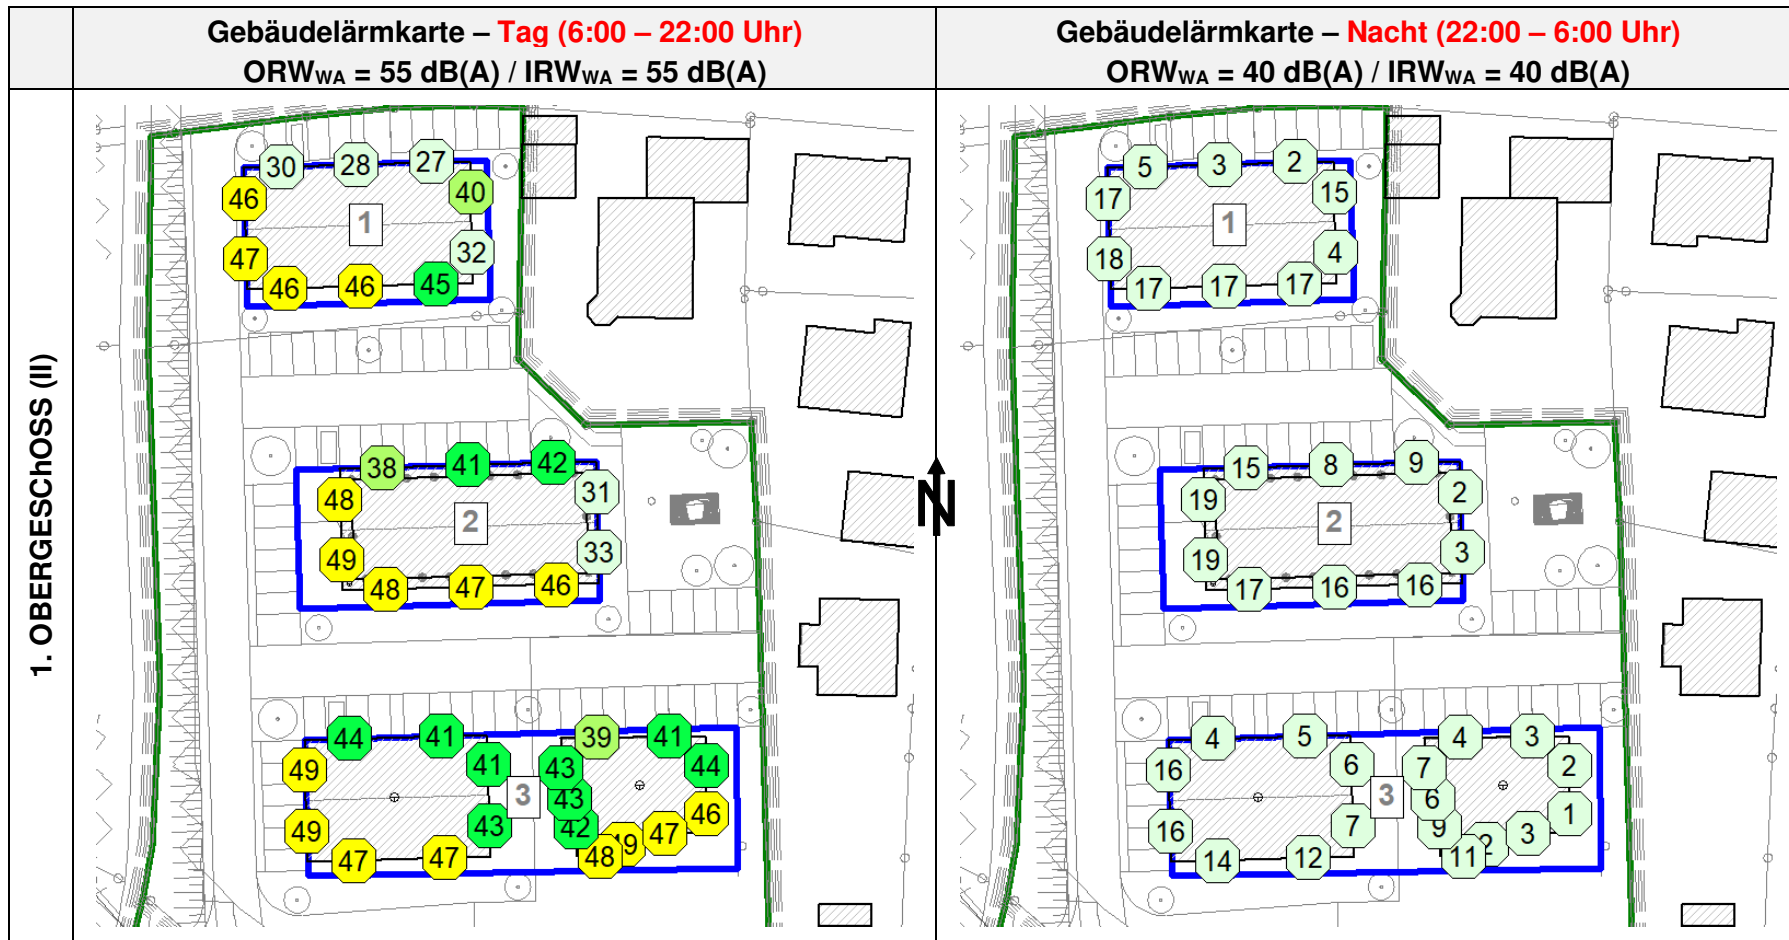 Gebäudelärmkarte – Tag (6:00 – 22:00 Uhr)
ORWWA = 55 dB(A) / IRWWA = 55 dB(A)
Gebäudelärmkarte – Nacht (22:00 – 6:00 Uhr)
ORWWA = 40 dB(A) / IRWWA = 40 dB(A)
1. OBERGESChOSS (II)
30 28 27
46 40
1
47 32
46 46 45
38 41 42
48 31
2
49 33
48 47 46
44 41 39 41
49 41 43 44
3 43
49 43 42 47 46
47 47 48
N
5 3 2
17 15
1
18 4
17 17 17
15 8 9
19 2
2
19 3
17 16 16
4 5 4 3
16 6 7 2
3 6
16 7 9 3 1
14 12 11